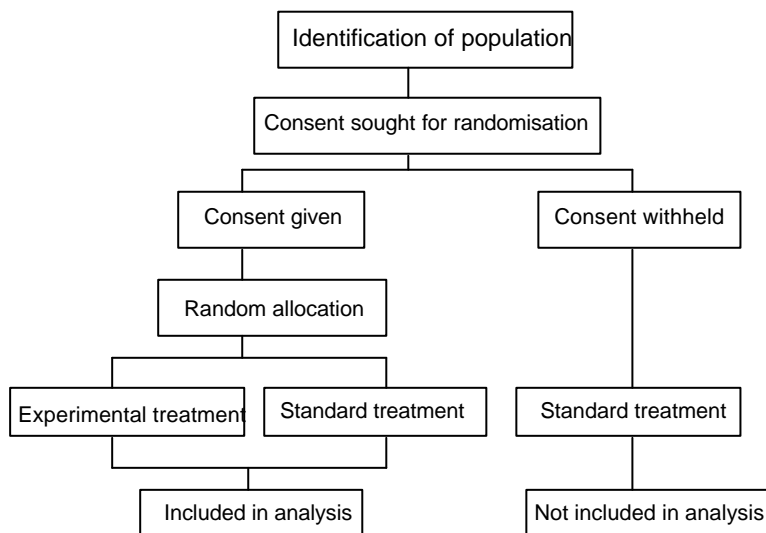 Identification of population
Consent sought for randomisation
Consent given
Consent withheld
Random allocation
Experimental treatment
Standard treatment
Standard treatment
Included in analysis
Not included in analysis